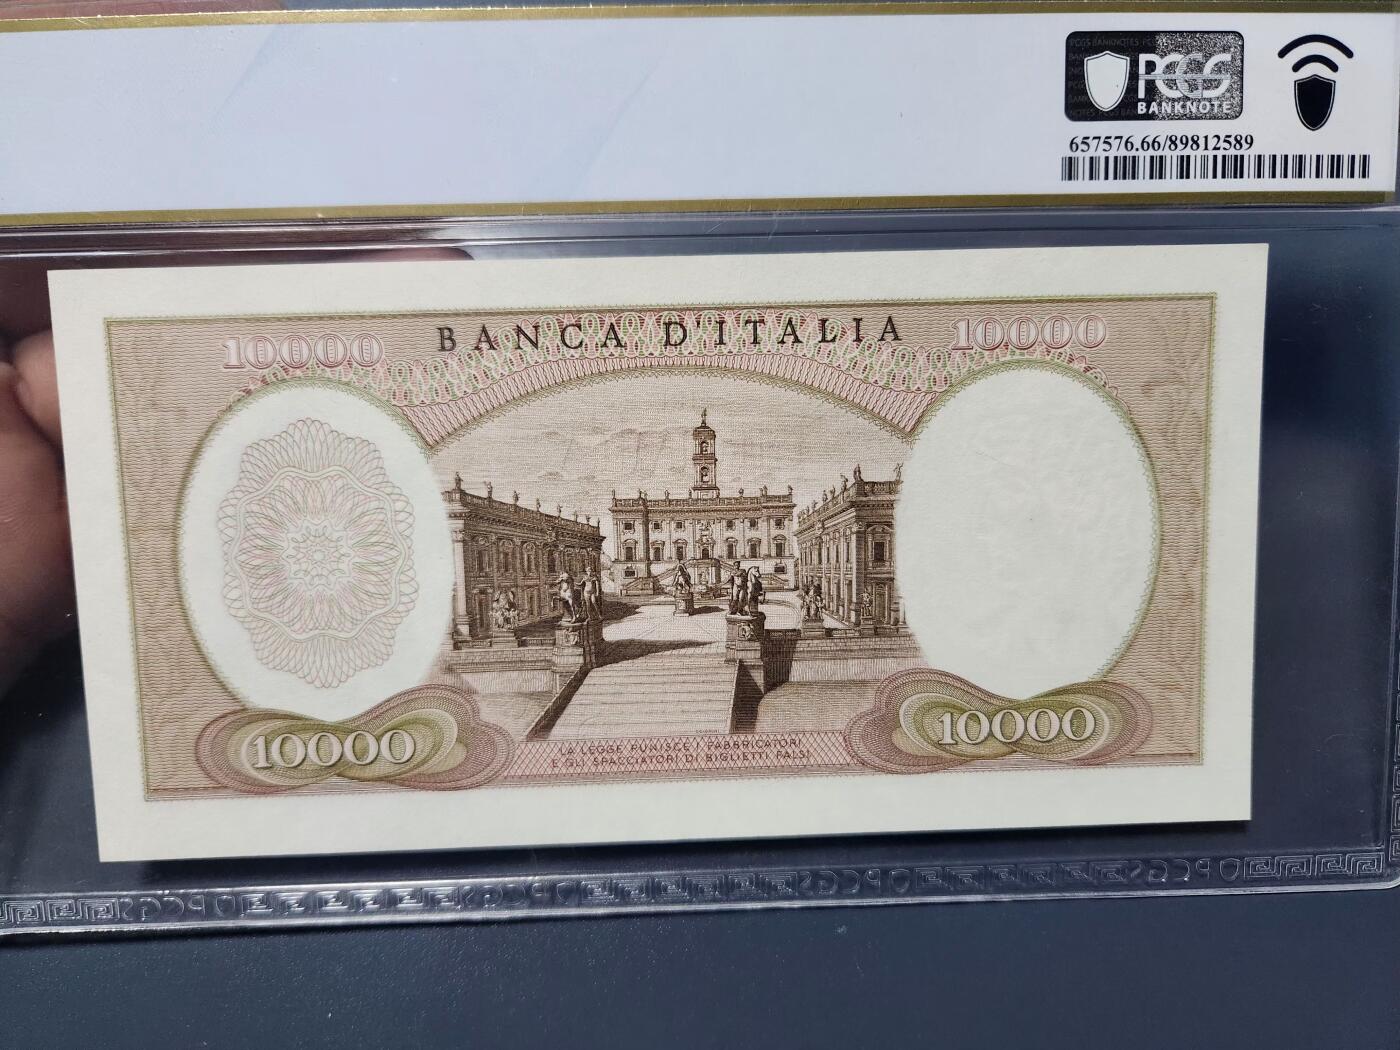 PCGS
BANKNOTE
657576.66/89812589
10000 BANCA D'ITALIA 10000
10000
10000
LA LEGGE PUNISCE I FABBRICATORI
E GLI SPACCIATORI DI BIGLIETTI FALSI